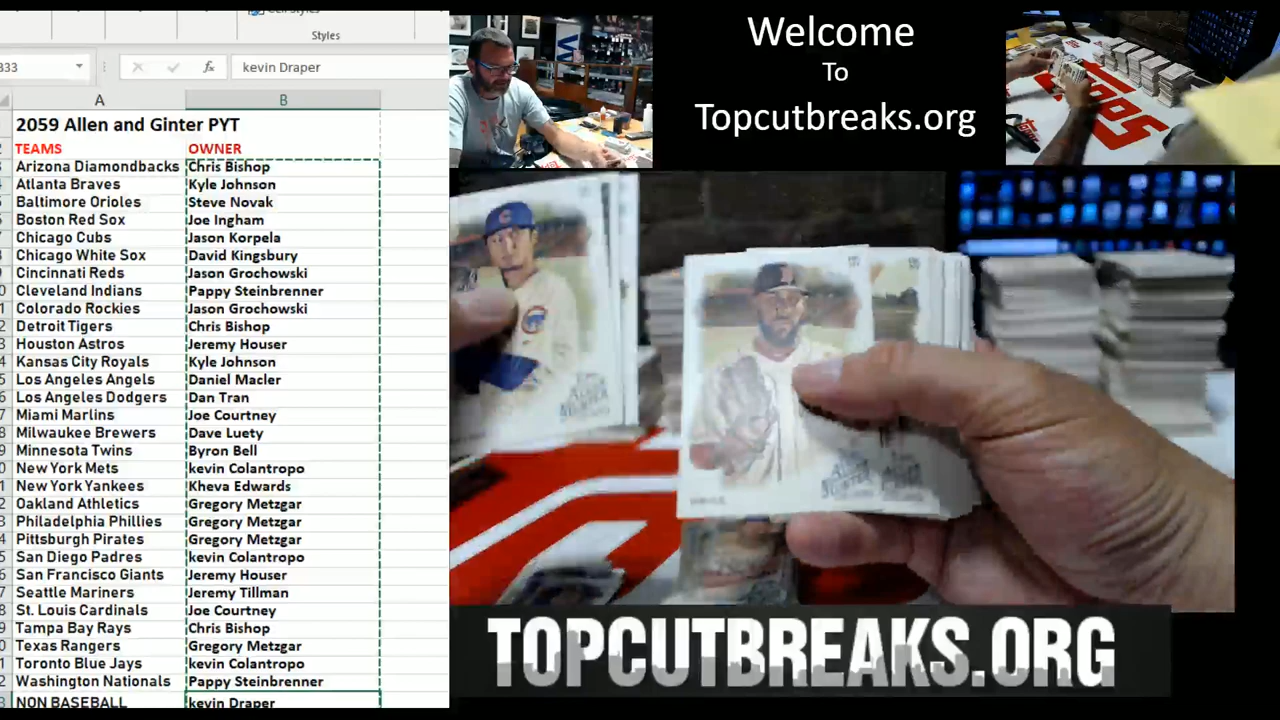 Styles
B33
kevin Draper
A
B
2059 Allen and Ginter PYT
TEAMS OWNER
Arizona Diamondbacks Chris Bishop
Atlanta Braves Kyle Johnson
Baltimore Orioles Steve Novak
Boston Red Sox Joe Ingham
Chicago Cubs Jason Korpela
Chicago White Sox David Kingsbury
Cincinnati Reds Jason Grochowski
Cleveland Indians Pappy Steinbrenner
Colorado Rockies Jason Grochowski
Detroit Tigers Chris Bishop
Houston Astros Jeremy Houser
Kansas City Royals Kyle Johnson
Los Angeles Angels Daniel Macler
Los Angeles Dodgers Dan Tran
Miami Marlins Joe Courtney
Milwaukee Brewers Dave Luety
Minnesota Twins Byron Bell
New York Mets kevin Colantropo
New York Yankees Kheva Edwards
Oakland Athletics Gregory Metzgar
Philadelphia Phillies Gregory Metzgar
Pittsburgh Pirates Gregory Metzgar
San Diego Padres kevin Colantropo
San Francisco Giants Jeremy Houser
Seattle Mariners Jeremy Tillman
St. Louis Cardinals Joe Courtney
Tampa Bay Rays Chris Bishop
Texas Rangers Gregory Metzgar
Toronto Blue Jays kevin Colantropo
Washington Nationals Pappy Steinbrenner
NON BASEBALL kevin Draper
Welcome
To
Topcutbreaks.org
TOPPS
ALLEN
GINTER
TOPCUTBREAKS.ORG